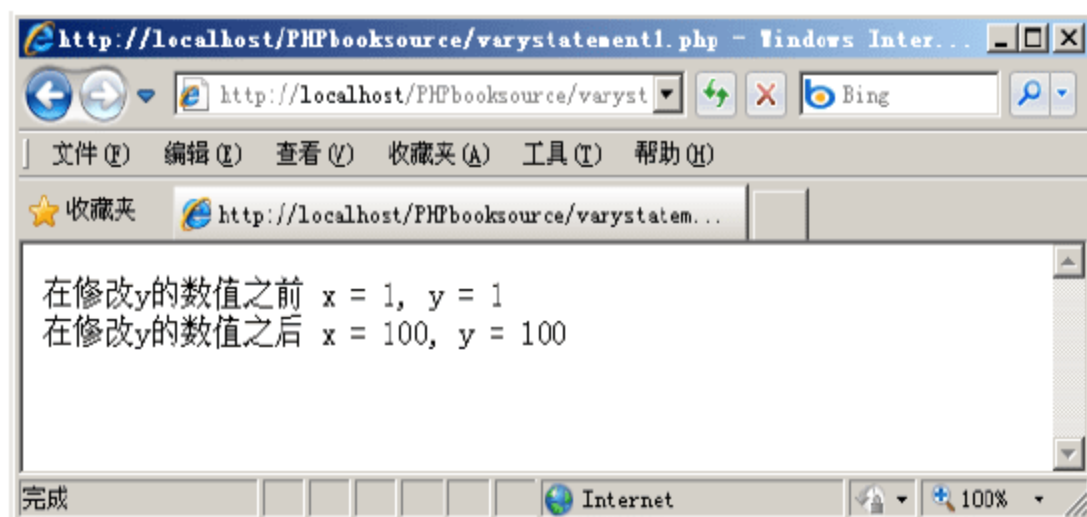 http://localhost/PHPbooksource/varystatement1.php - Windows Inter...
http://localhost/PHPbooksource/varyst
Bing
文件(F) 编辑(E) 查看(V) 收藏夹(A) 工具(T) 帮助(H)
收藏夹 http://localhost/PHPbooksource/varystatem...
在修改y的数值之前 x = 1, y = 1
在修改y的数值之后 x = 100, y = 100
完成 Internet 100%